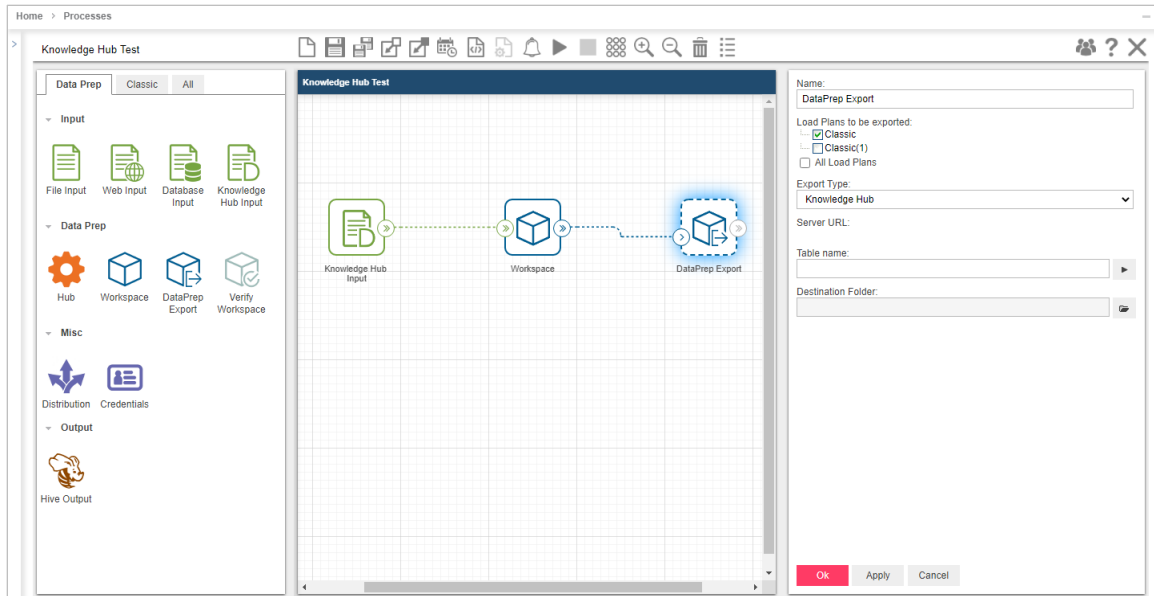 Home > Processes
Knowledge Hub Test
Data Prep Classic All
Input
File Input Web Input Database Input Knowledge Hub Input
Data Prep
Hub Workspace DataPrep Export Verify Workspace
Misc
Distribution Credentials
Output
Hive Output
Knowledge Hub Test
Knowledge Hub Input
Workspace
DataPrep Export
Name:
DataPrep Export
Load Plans to be exported:
Classic
Classic(1)
All Load Plans
Export Type:
Knowledge Hub
Server URL:
Table name:
Destination Folder:
Ok Apply Cancel